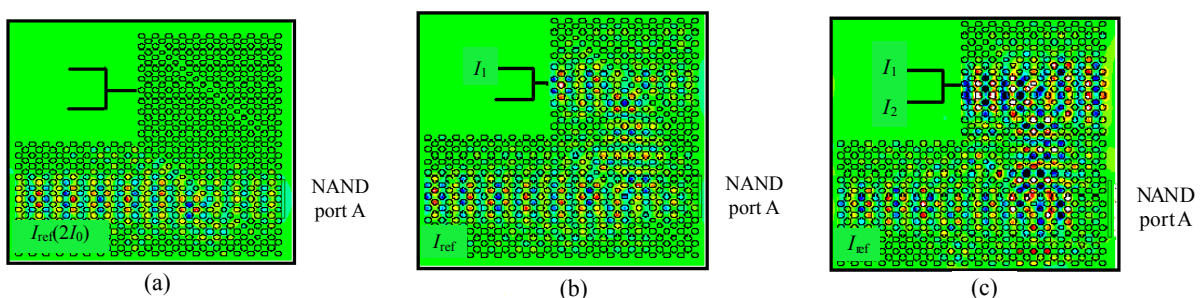 I_ref(2I_0)
NAND
port A
(a)
I_1
I_ref
NAND
port A
(b)
I_1
I_2
I_ref
NAND
port A
(c)